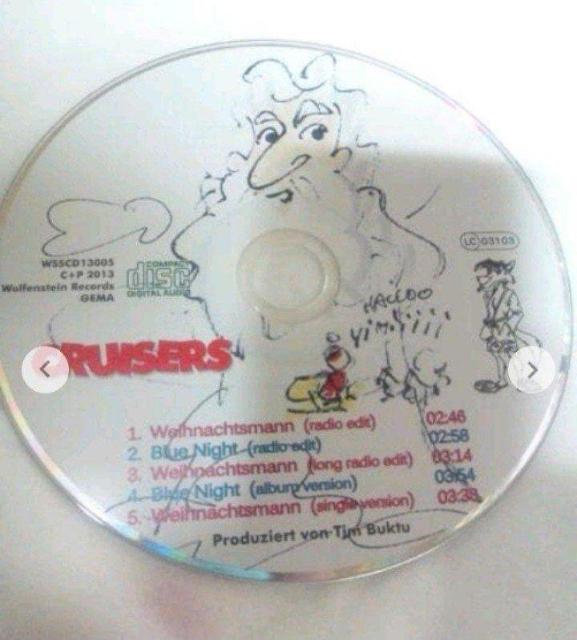 WSSCD13005
C+P 2013
Wolfenstein Records
GEMA
COMPACT
disc
DIGITAL AUDIO
LC 03103
RUISERS
1. Weihnachtsmann (radio edit) 02:46
2. Blue Night (radio edit) 02:58
3. Weihnachtsmann (long radio edit) 03:14
4. Blue Night (album version) 03:54
5. Weihnachtsmann (single version) 03:38
Produziert von Tim Buktu